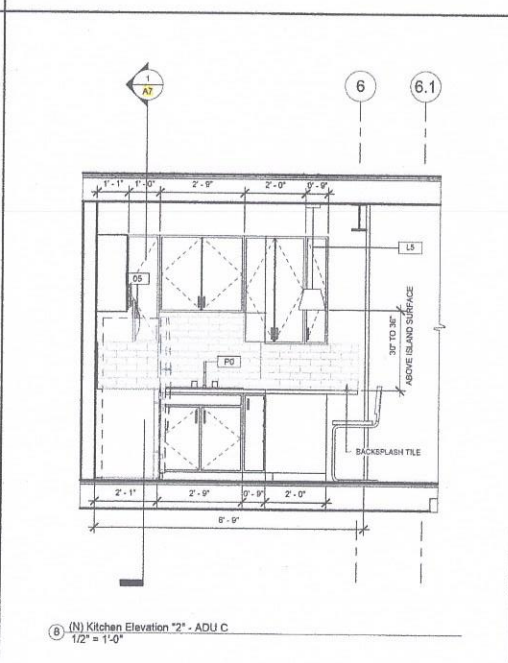 1
A7
6
6.1
1' - 1" 1' - 0" 2' - 9" 2' - 0" 0' - 9"
L5
05
30" TO 36"
ABOVE ISLAND SURFACE
P0
BACKSPLASH TILE
2' - 1" 2' - 9" 0' - 9" 2' - 0"
6' - 9"
8 (N) Kitchen Elevation "2" - ADU C
1/2" = 1'-0"